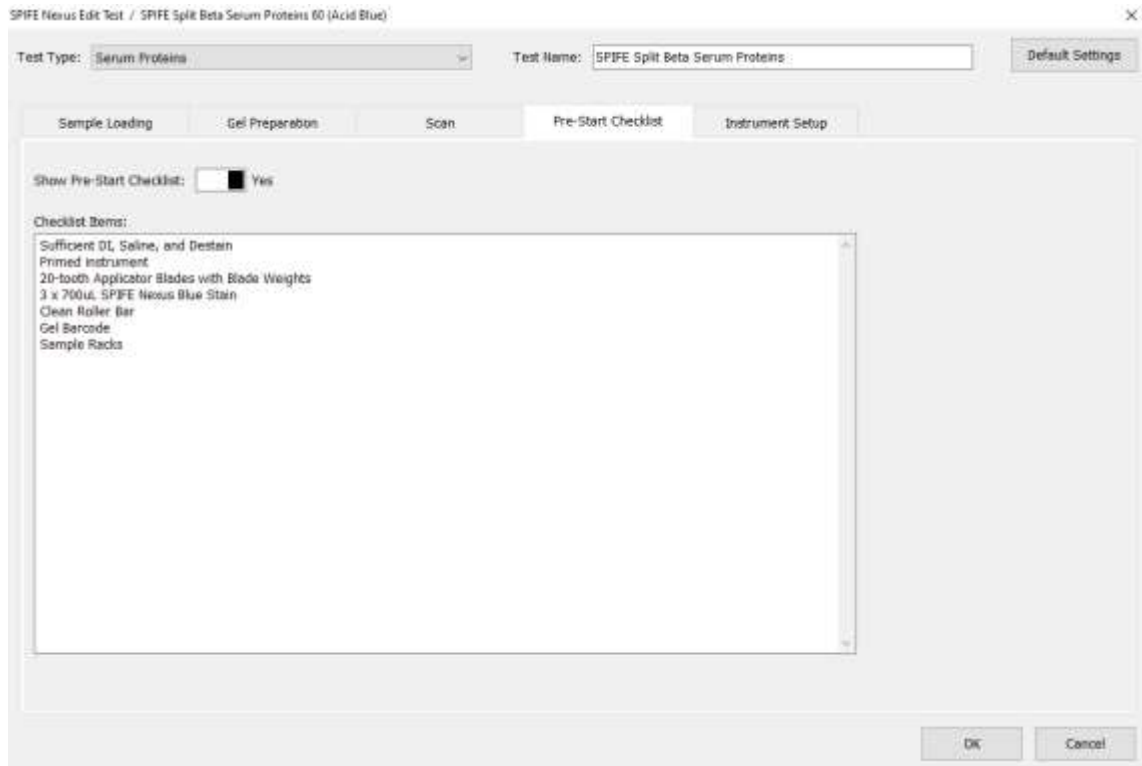 SPIFE Nexus Edit Test / SPIFE Split Beta Serum Proteins 60 (Acid Blue)
Test Type: Serum Proteins Test Name: SPIFE Split Beta Serum Proteins Default Settings
Sample Loading Gel Preparation Scan Pre-Start Checklist Instrument Setup
Show Pre-Start Checklist: Yes
Checklist Items:
Sufficient DI, Saline, and Destain
Primed Instrument
20-tooth Applicator Blades with Blade Weights
3 x 700uL SPIFE Nexus Blue Stain
Clean Roller Bar
Gel Barcode
Sample Racks
OK Cancel